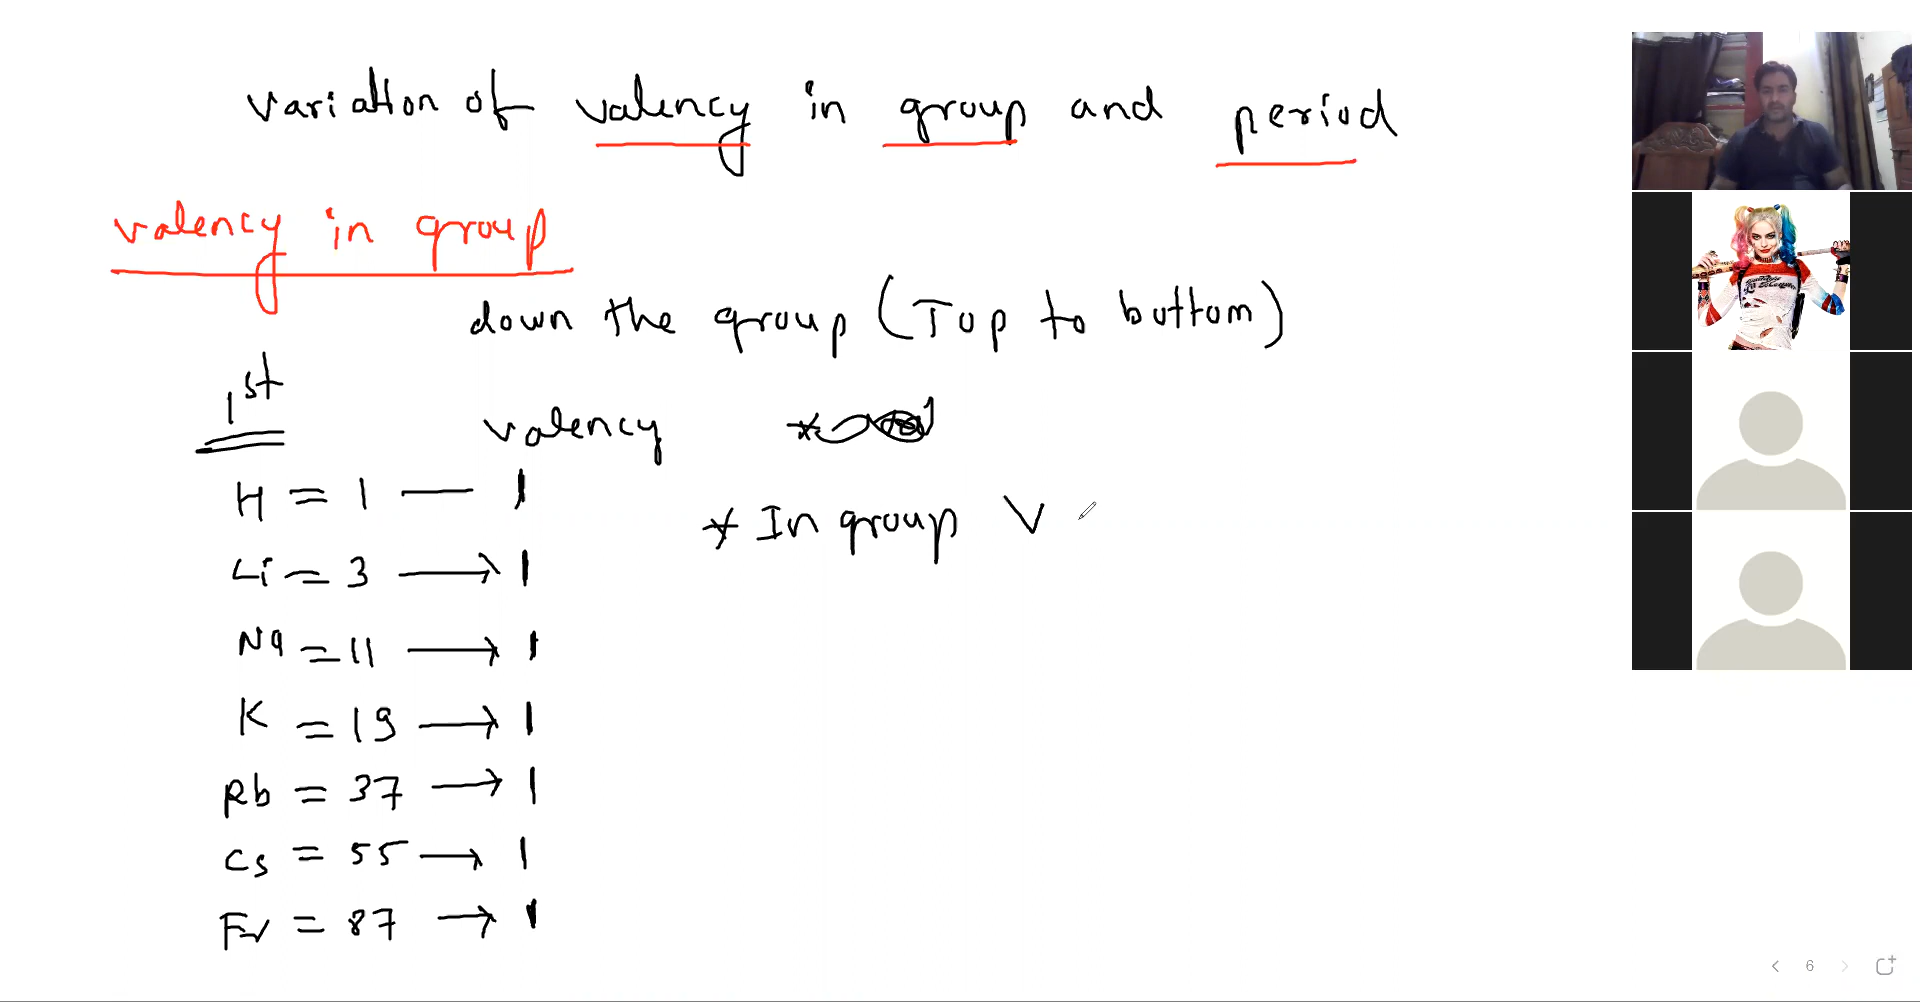 variation of valency in group and period
valency in group
down the group (Top to bottom)
1st
valency
H = 1 — 1
Li = 3 → 1
Na = 11 → 1
K = 19 → 1
Rb = 37 → 1
Cs = 55 → 1
Fr = 87 → 1
* In group V
6